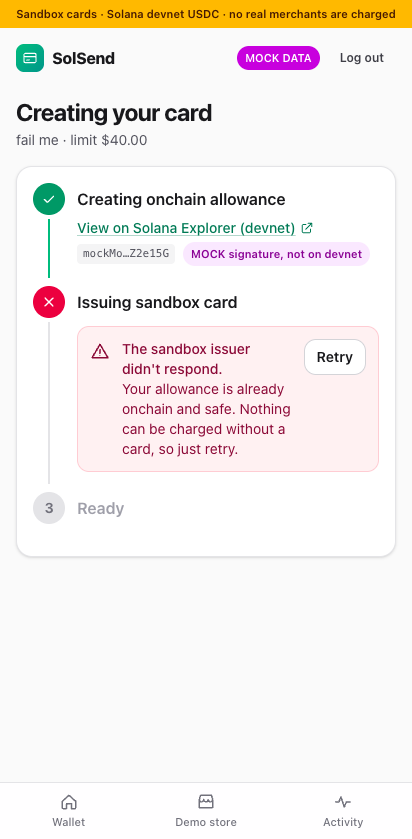 Sandbox cards · Solana devnet USDC · no real merchants are charged
SolSend
MOCK DATA
Log out
Creating your card
fail me · limit $40.00
Creating onchain allowance
View on Solana Explorer (devnet)
mockMo…Z2e15G
MOCK signature, not on devnet
Issuing sandbox card
The sandbox issuer
didn't respond.
Your allowance is already
onchain and safe. Nothing
can be charged without a
card, so just retry.
Retry
3
Ready
Wallet
Demo store
Activity